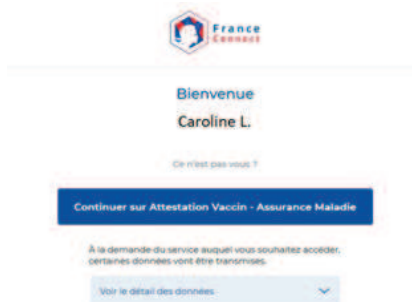 France
Connect
Bienvenue
Caroline L.
Ce n'est pas vous ?
Continuer sur Attestation Vaccin - Assurance Maladie
À la demande du service auquel vous souhaitez accéder,
certaines données vont être transmises.
Voir le détail des données